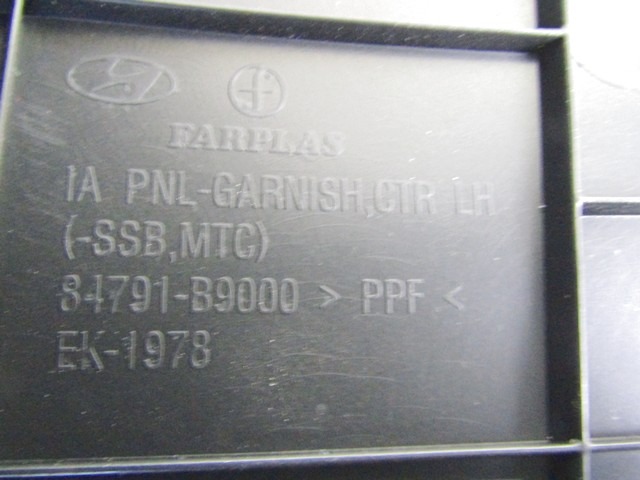 FARPLAS
IA PNL-GARNISH,CTR LH
(-SSB,MTC)
84791-B9000 > PPF <
EK-1978